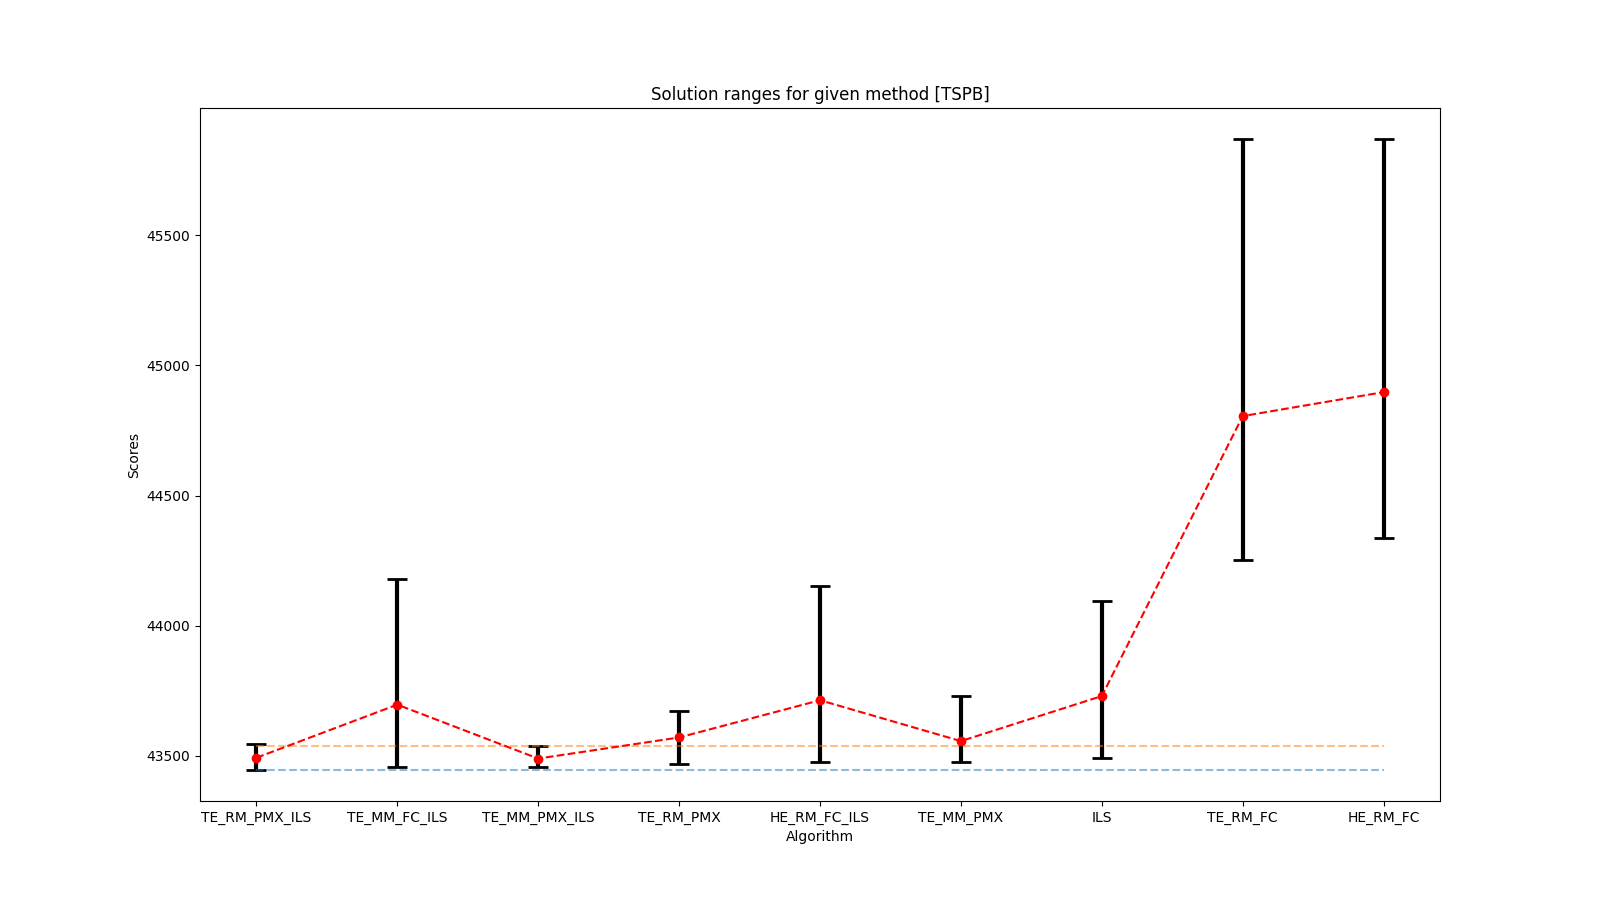 Solution ranges for given method [TSPB]
45500
45000
44500
44000
43500
Scores
TE_RM_PMX_ILS TE_MM_FC_ILS TE_MM_PMX_ILS TE_RM_PMX HE_RM_FC_ILS TE_MM_PMX ILS TE_RM_FC HE_RM_FC
Algorithm